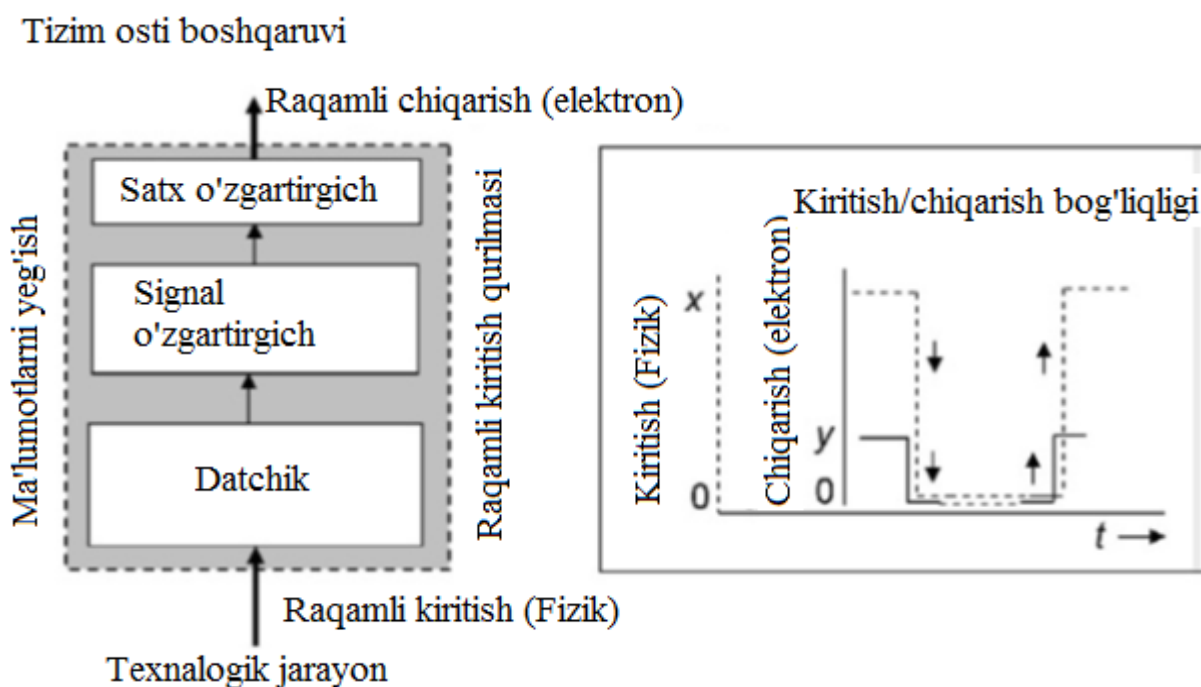 Tizim osti boshqaruvi
Raqamli chiqarish (elektron)
Ma'lumotlarni yeg'ish
Satx o'zgartirgich
Signal
o'zgartirgich
Datchik
Raqamli kiritish qurilmasi
Raqamli kiritish (Fizik)
Texnalogik jarayon
Kiritish/chiqarish bog'liqligi
Kiritish (Fizik)
x
0
Chiqarish (elektron)
y
0
t